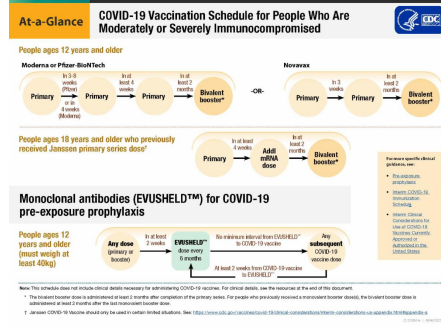 At-a-Glance
COVID-19 Vaccination Schedule for People Who Are
Moderately or Severely Immunocompromised
CDC
People ages 12 years and older
Moderna or Pfizer-BioNTech
Novavax
In 3-8
weeks
(Pfizer)
or in
4 weeks
(Moderna)
In at least
4 weeks
In at
least 2
months
Primary
Primary
Primary
Bivalent
booster*
-OR-
In 3
weeks
In at
least 2
months
Primary
Primary
Bivalent
booster*
People ages 18 years and older who previously
received Janssen primary series dose†
In at least
4 weeks
In at
least 2
months
Primary
Addl
mRNA
dose
Bivalent
booster*
For more specific clinical
guidance, see:
Pre-exposure
prophylaxis
Interim COVID-19
Immunization
Schedule
Interim Clinical
Considerations for
Use of COVID-19
Vaccines Currently
Approved or
Authorized in the
United States
Monoclonal antibodies (EVUSHELD™) for COVID-19
pre-exposure prophylaxis
People ages 12
years and older
(must weigh at
least 40kg)
Any dose
(primary or
booster)
In at least
2 weeks
EVUSHELD™
dose every
6 months
No minimum interval from EVUSHELD™
to COVID-19 vaccine
Any
subsequent
COVID-19
vaccine dose
At least 2 weeks from COVID-19 vaccine
to EVUSHELD™
Note: This schedule does not include clinical details necessary for administering COVID-19 vaccines. For clinical details, see the resources at the end of this document.
* The bivalent booster dose is administered at least 2 months after completion of the primary series. For people who previously received a monovalent booster dose(s), the bivalent booster dose is
administered at least 2 months after the last monovalent booster dose.
† Janssen COVID-19 Vaccine should only be used in certain limited situations. See: